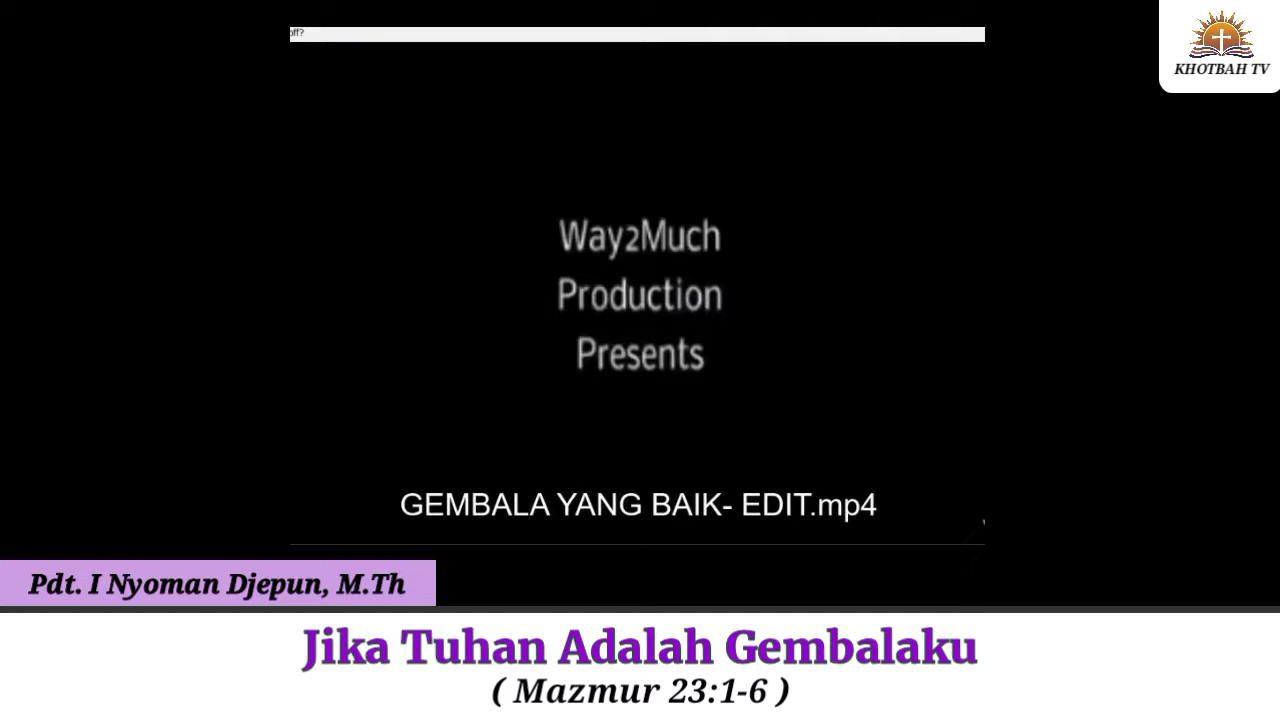 off?
KHOTBAH TV
Way2Much
Production
Presents
GEMBALA YANG BAIK- EDIT.mp4
Pdt. I Nyoman Djepun, M.Th
Jika Tuhan Adalah Gembalaku
( Mazmur 23:1-6 )